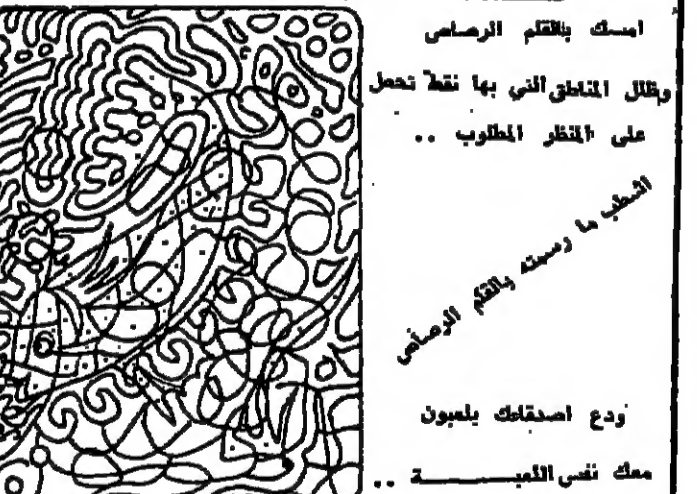 امسك بالقلم الرصاص
وظلل المناطق التي بها نقط تحصل
على المنظر المطلوب ..
اشطب ما رسمته بالقلم الرصاص
ودع اصدقاءك يلعبون
معك نفس اللعبـــــــة ..